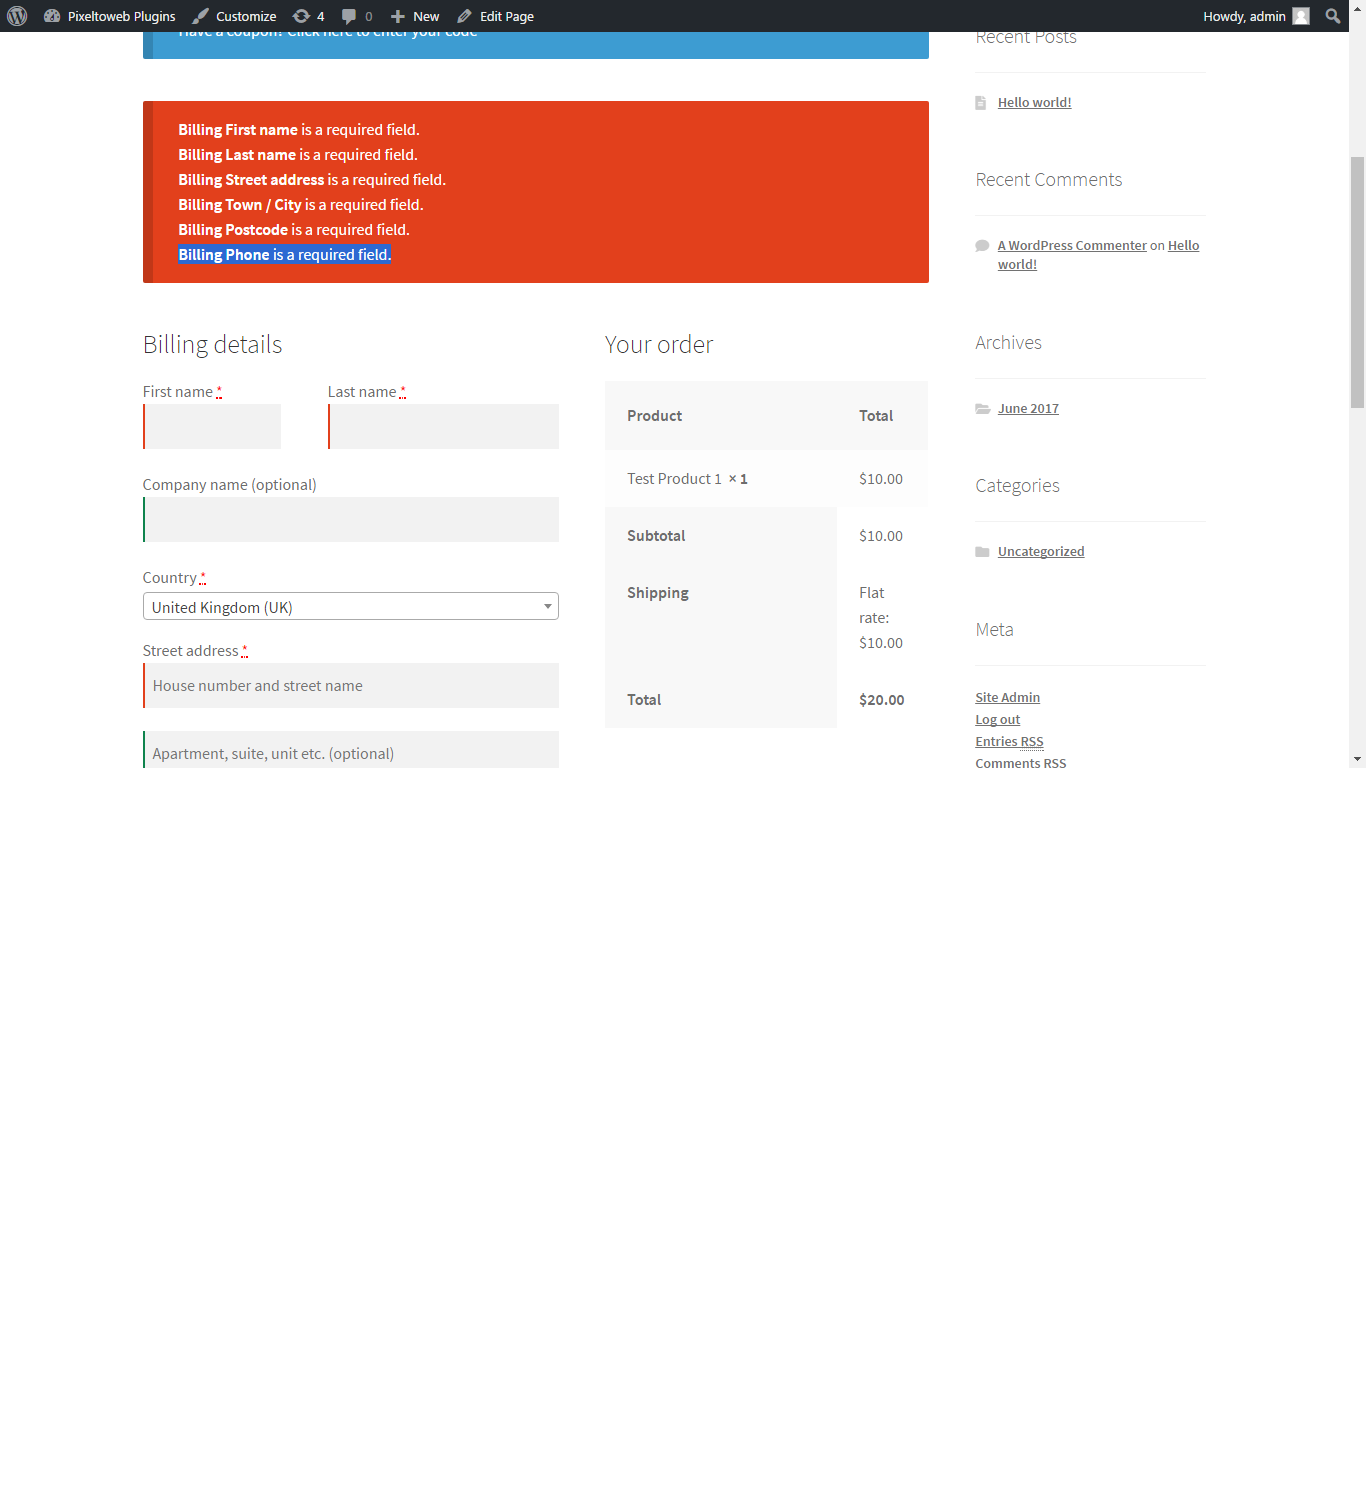 Pixeltoweb Plugins Customize 4 0 New Edit Page Howdy, admin
Have a coupon? Click here to enter your code
Billing First name is a required field.
Billing Last name is a required field.
Billing Street address is a required field.
Billing Town / City is a required field.
Billing Postcode is a required field.
Billing Phone is a required field.
Billing details
First name *
Last name *
Company name (optional)
Country *
United Kingdom (UK)
Street address *
House number and street name
Apartment, suite, unit etc. (optional)
Your order
Product Total
Test Product 1 × 1 $10.00
Subtotal $10.00
Shipping Flat
rate:
$10.00
Total $20.00
Recent Posts
Hello world!
Recent Comments
A WordPress Commenter on Hello
world!
Archives
June 2017
Categories
Uncategorized
Meta
Site Admin
Log out
Entries RSS
Comments RSS